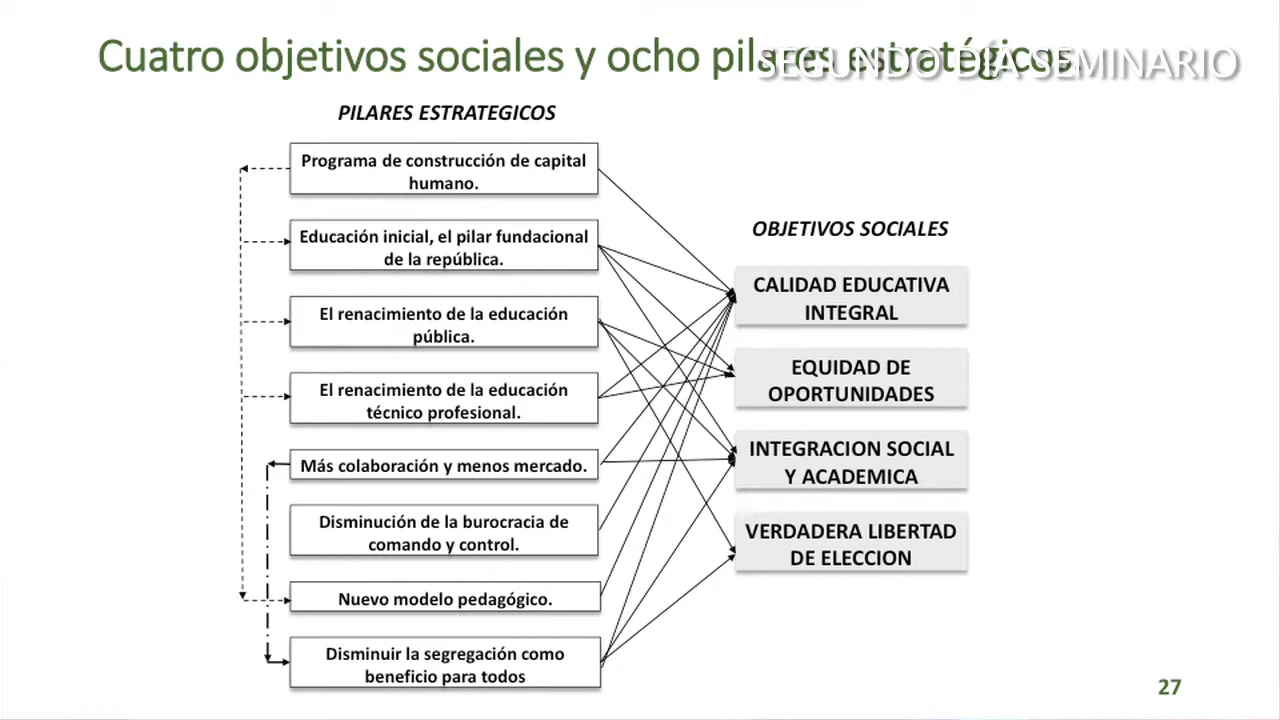 Cuatro objetivos sociales y ocho pilares estratégicos
SEGUNDO DÍA SEMINARIO
PILARES ESTRATEGICOS
Programa de construcción de capital
humano.
Educación inicial, el pilar fundacional
de la república.
El renacimiento de la educación
pública.
El renacimiento de la educación
técnico profesional.
Más colaboración y menos mercado.
Disminución de la burocracia de
comando y control.
Nuevo modelo pedagógico.
Disminuir la segregación como
beneficio para todos
OBJETIVOS SOCIALES
CALIDAD EDUCATIVA
INTEGRAL
EQUIDAD DE
OPORTUNIDADES
INTEGRACION SOCIAL
Y ACADEMICA
VERDADERA LIBERTAD
DE ELECCION
27